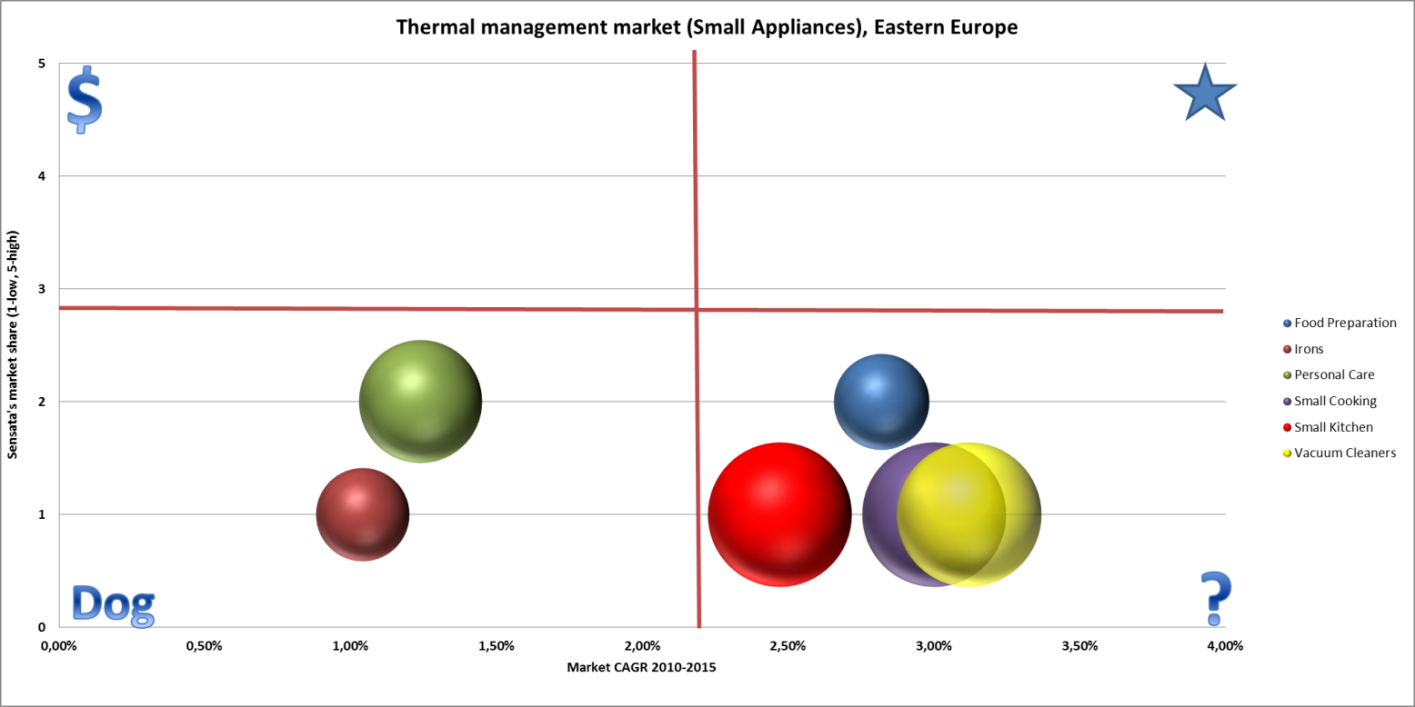 Thermal management market (Small Appliances), Eastern Europe
Sensata's market share (1-low, 5-high)
5
4
3
2
1
0
$
Dog
?
0,00%
0,50%
1,00%
1,50%
2,00%
2,50%
3,00%
3,50%
4,00%
Market CAGR 2010-2015
Food Preparation
Irons
Personal Care
Small Cooking
Small Kitchen
Vacuum Cleaners